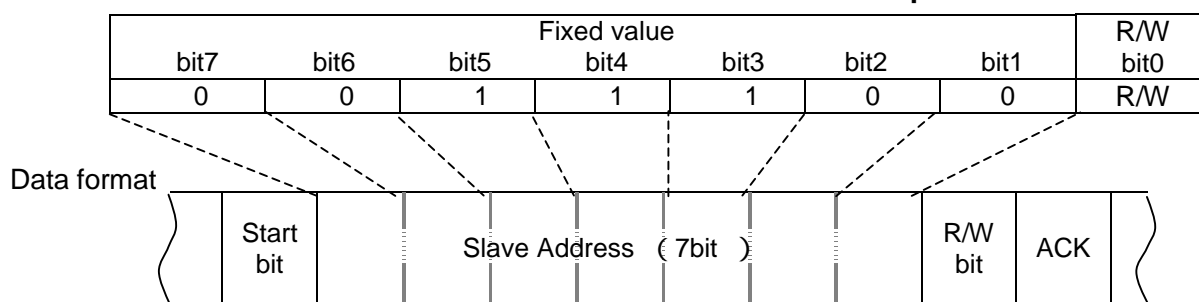 Fixed value R/W
bit7 bit6 bit5 bit4 bit3 bit2 bit1 bit0
0 0 1 1 1 0 0 R/W
Data format
Start bit Slave Address ( 7bit ) R/W bit ACK